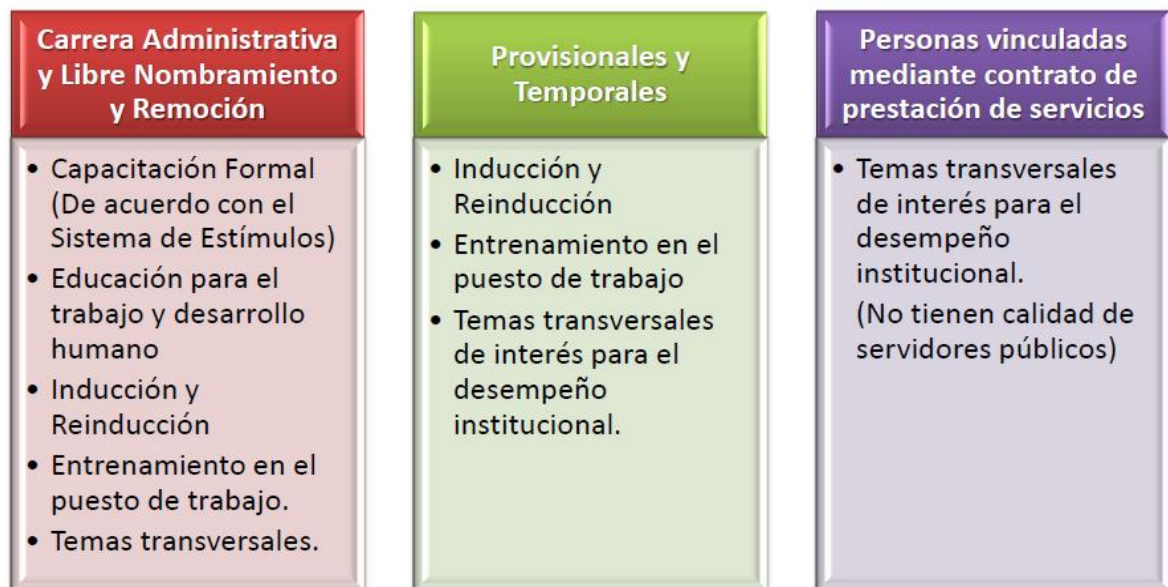 Carrera Administrativa
y Libre Nombramiento
y Remoción
• Capacitación Formal
(De acuerdo con el
Sistema de Estímulos)
• Educación para el
trabajo y desarrollo
humano
• Inducción y
Reinducción
• Entrenamiento en el
puesto de trabajo.
• Temas transversales.
Provisionales y
Temporales
• Inducción y
Reinducción
• Entrenamiento en el
puesto de trabajo
• Temas transversales
de interés para el
desempeño
institucional.
Personas vinculadas
mediante contrato de
prestación de servicios
• Temas transversales
de interés para el
desempeño
institucional.
(No tienen calidad de
servidores públicos)